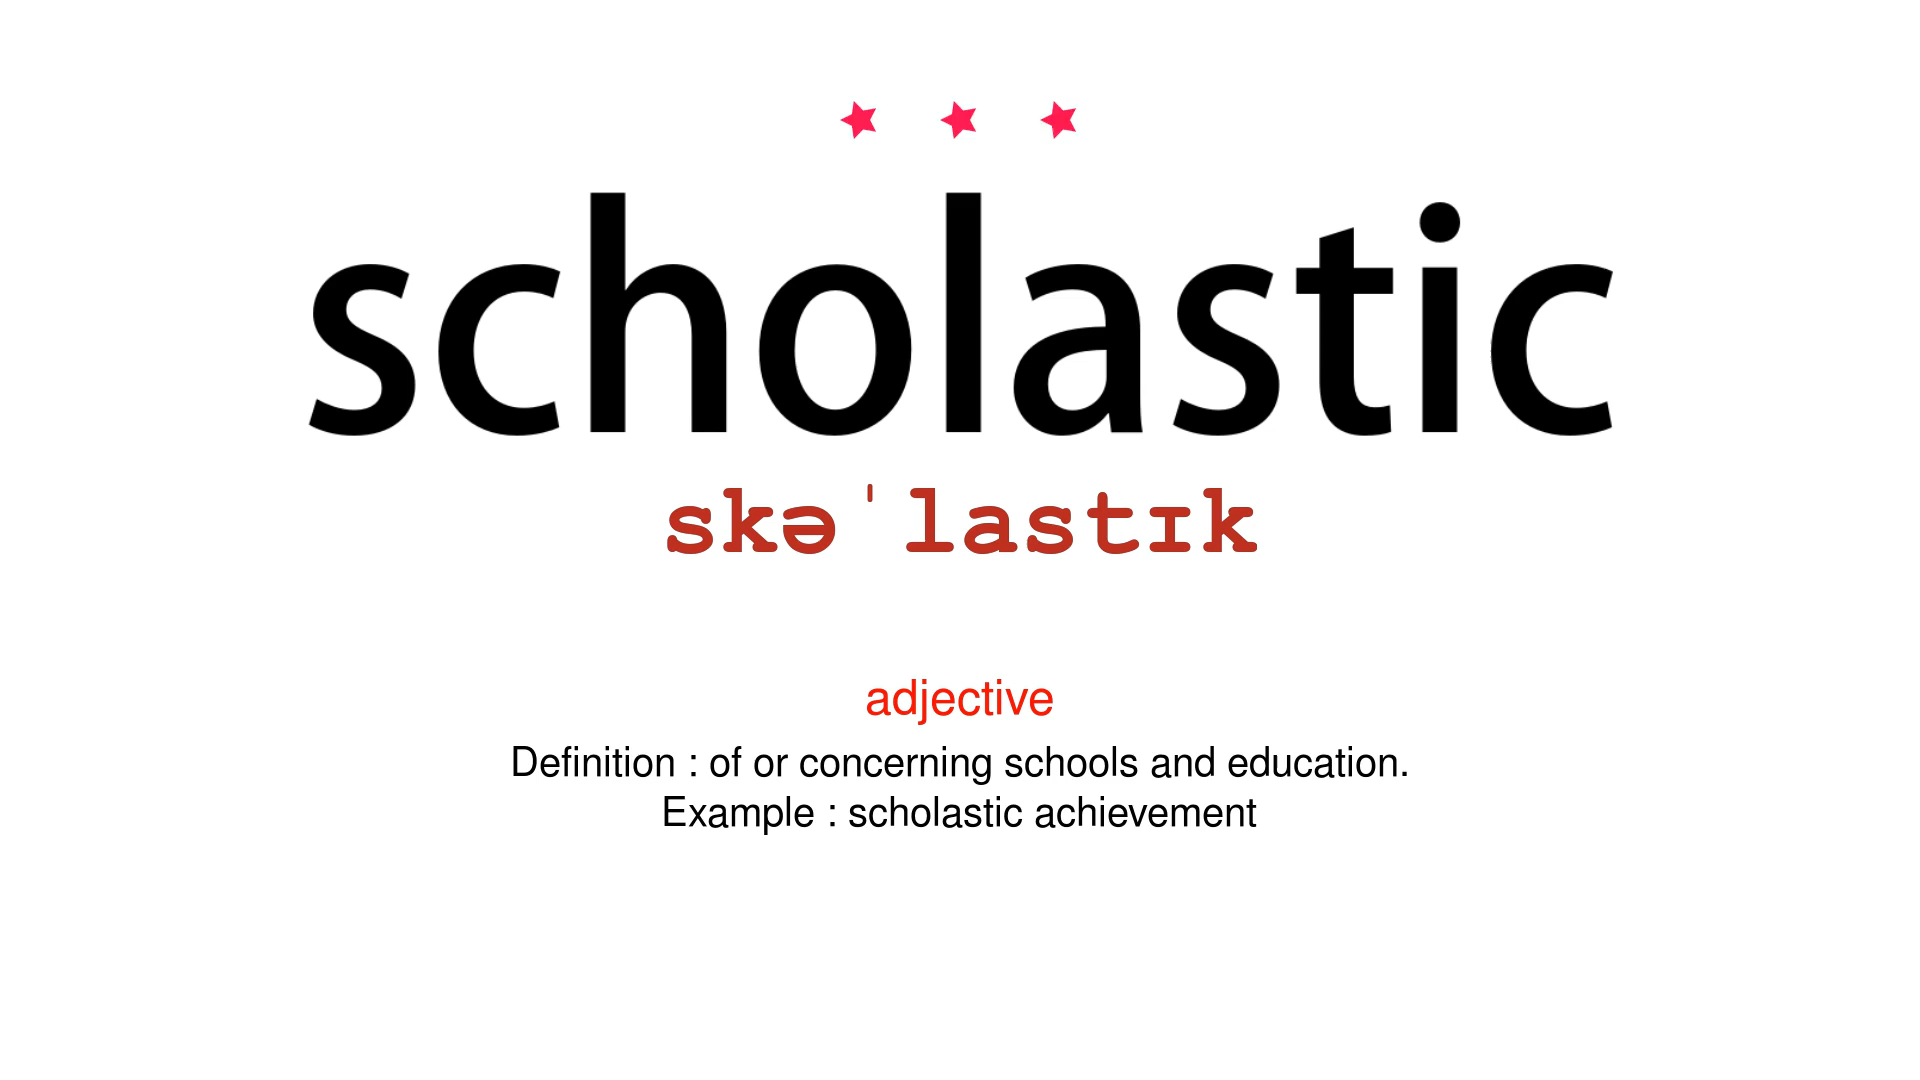 scholastic
skəˈlastɪk
adjective
Definition : of or concerning schools and education.
Example : scholastic achievement